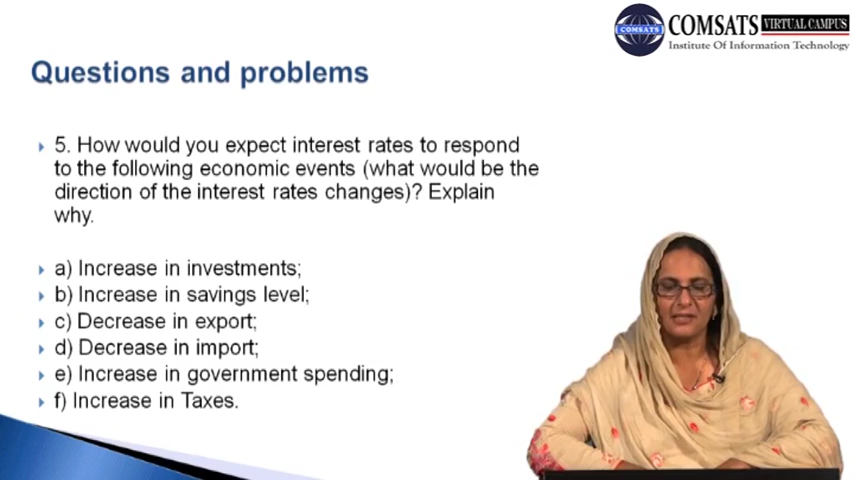 COMSATS VIRTUAL CAMPUS
COMSATS
Institute Of Information Technology
Questions and problems
5. How would you expect interest rates to respond
to the following economic events (what would be the
direction of the interest rates changes)? Explain
why.
a) Increase in investments;
b) Increase in savings level;
c) Decrease in export;
d) Decrease in import;
e) Increase in government spending;
f) Increase in Taxes.